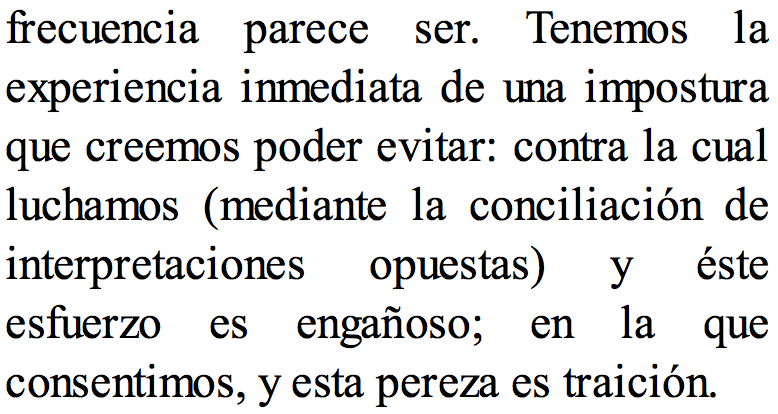 frecuencia parece ser. Tenemos la
experiencia inmediata de una impostura
que creemos poder evitar: contra la cual
luchamos (mediante la conciliación de
interpretaciones opuestas) y éste
esfuerzo es engañoso; en la que
consentimos, y esta pereza es traición.